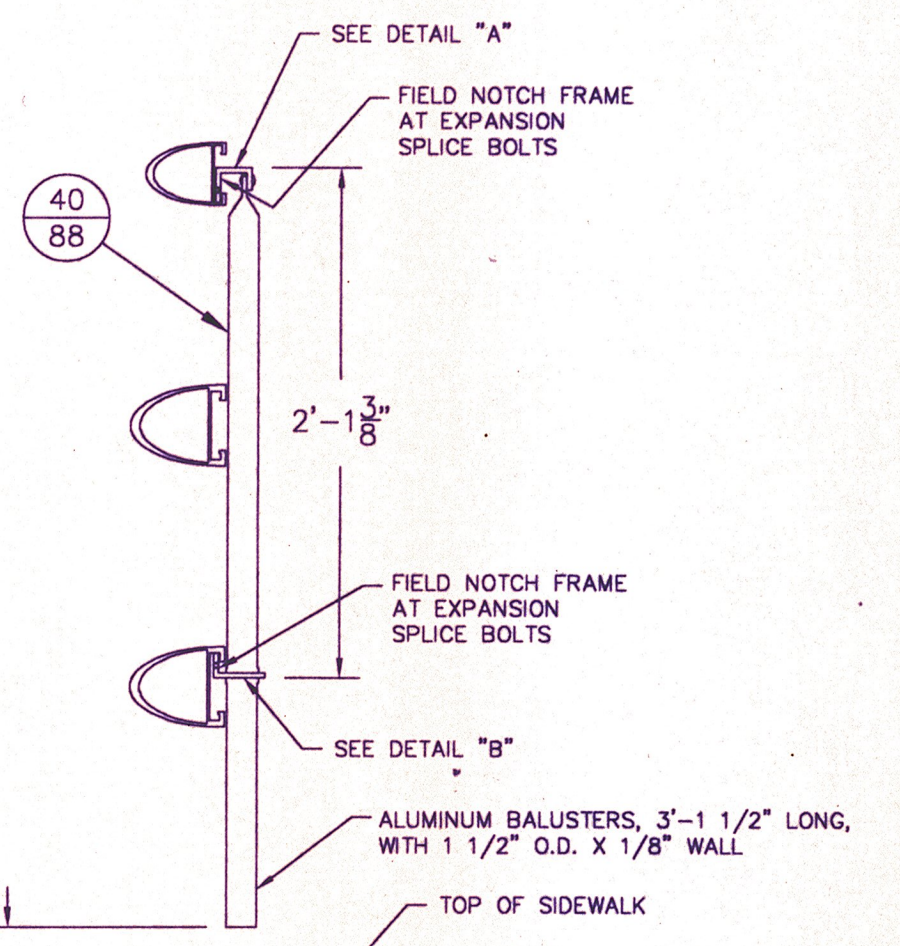 SEE DETAIL "A"
FIELD NOTCH FRAME
AT EXPANSION
SPLICE BOLTS
40
88
2'-1 3/8"
FIELD NOTCH FRAME
AT EXPANSION
SPLICE BOLTS
SEE DETAIL "B"
ALUMINUM BALUSTERS, 3'-1 1/2" LONG,
WITH 1 1/2" O.D. X 1/8" WALL
TOP OF SIDEWALK